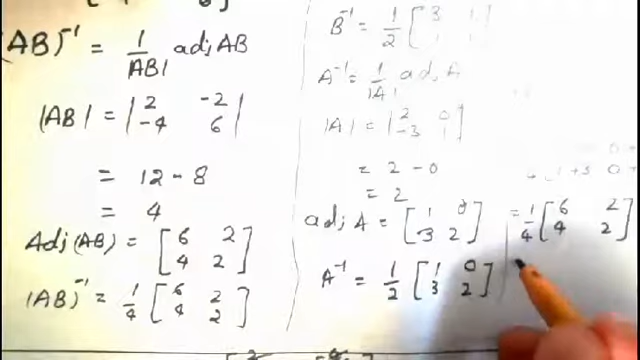 (AB)⁻¹ = 1/|AB| adj AB
|AB| = |2 -2
-4 6|
= 12 - 8
= 4
Adj(AB) = [6 2
4 2]
(AB)⁻¹ = 1/4 [6 2
4 2]
B⁻¹ = 1/2 [3 1
1 1]
A⁻¹ = 1/|A| adj A
|A| = |2 0
-3 1|
= 2 - 0
= 2
adj A = [1 0
3 2]
A⁻¹ = 1/2 [1 0
3 2]
= 1/4 [6 2
4 2]